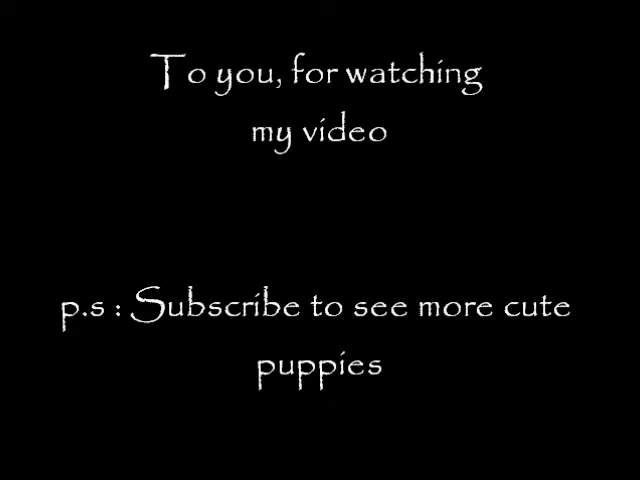 To you, for watching
my video
p.s : Subscribe to see more cute
puppies